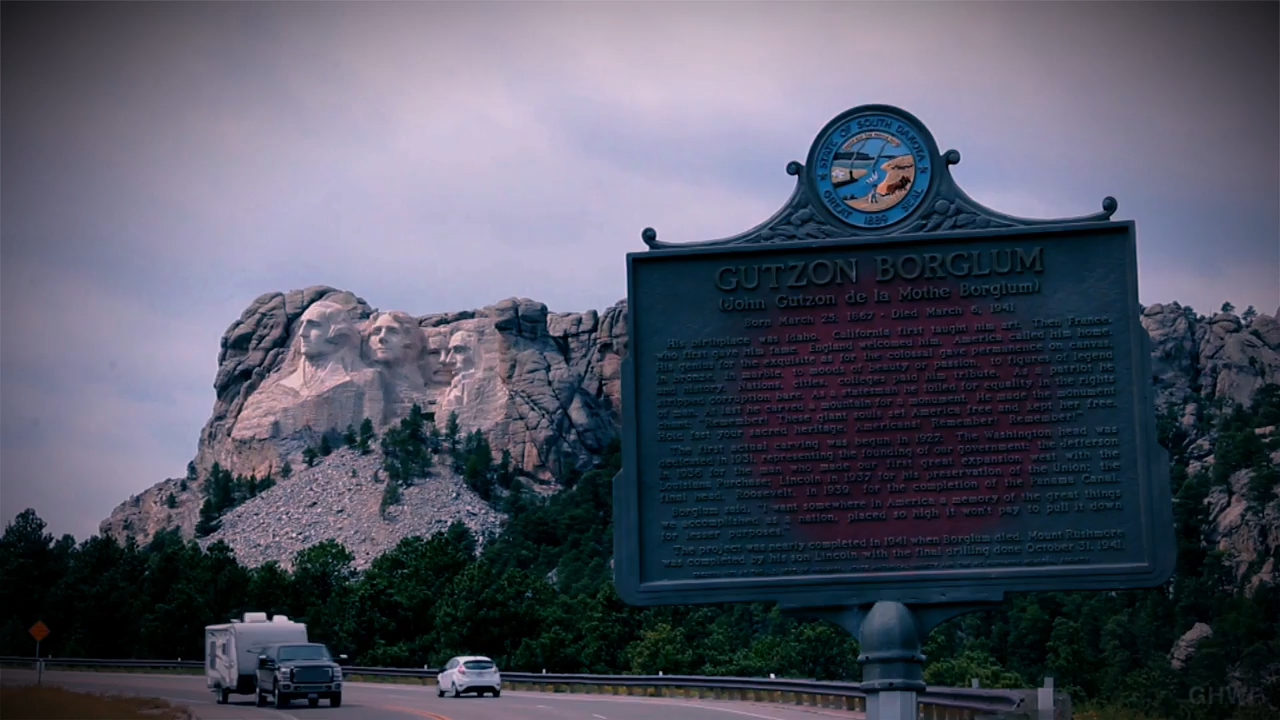 STATE OF SOUTH DAKOTA
GREAT SEAL
1889
GUTZON BORGLUM
(John Gutzon de la Mothe Borglum)
Born March 25, 1867 - Died March 6, 1941
His birthplace was Idaho. California first taught him art. Then France,
who first gave him fame. England welcomed him. America called him Home.
His genius for the exquisite as for the colossal gave permanence on canvas,
in bronze, in marble, to moods of beauty or passion, to figures of legend
and history. Nations, cities, colleges paid him tribute. As a patriot he
corruption bare. As a statesman he toiled for equality in the rights
of man. At last he carved a mountain for a monument. He made the monument
"Remember! These giant souls set America free and kept her free.
Hold fast your sacred heritage, Americans! Remember! Remember!"
The first actual carving was begun in 1927. The Washington head was
dedicated in 1931, representing the founding of our government; the Jefferson
the man who made our first great expansion west with the
Louisiana Purchase; Lincoln in 1937 for his preservation of the Union; the
final head, Roosevelt, in 1939, for the completion of the Panama Canal.
Borglum said, "I want somewhere in America a memory of the great things
we accomplished as a nation, placed so high it won't pay to pull it down
for lesser purposes."
The project was nearly completed in 1941 when Borglum died. Mount Rushmore
was completed by his son Lincoln with the final drilling done October 31, 1941.